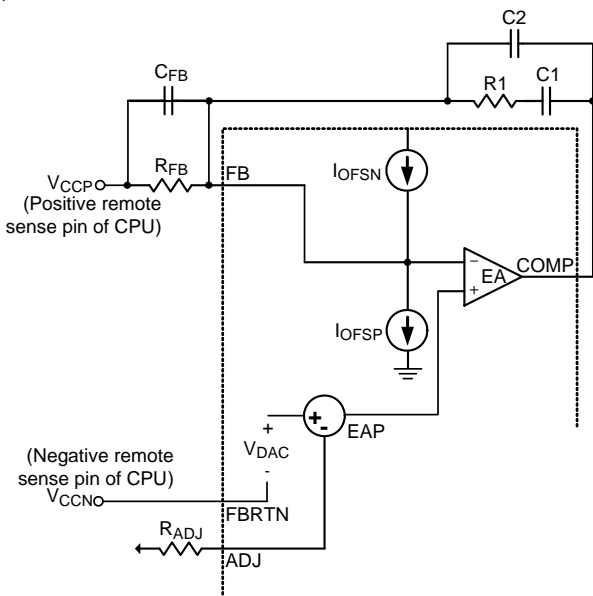 C2
CFB
R1
C1
RFB
FB
VCCP
(Positive remote
sense pin of CPU)
IOFSN
-
EA
+
COMP
IOFSP
+
-
EAP
+
VDAC
-
(Negative remote
sense pin of CPU)
VCCN
FBRTN
RADJ
ADJ